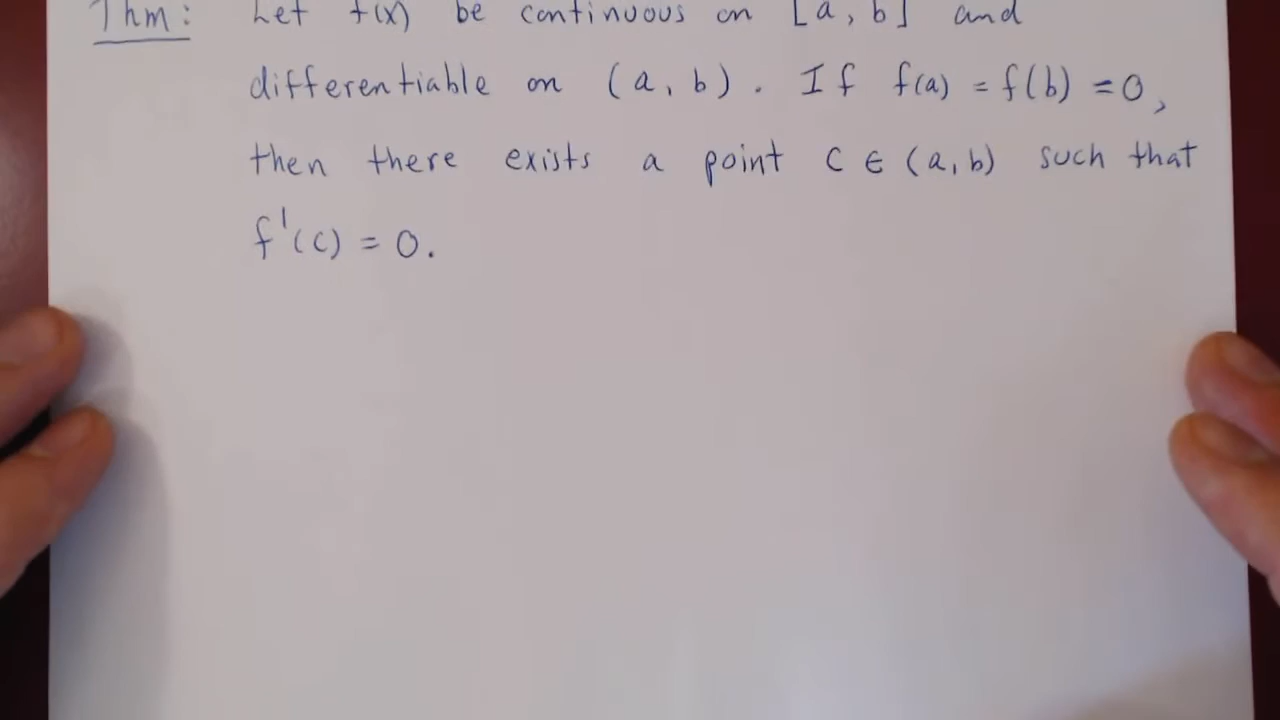 Thm: Let f(x) be continuous on [a, b] and
differentiable on (a, b). If f(a) = f(b) = 0,
then there exists a point C ∈ (a, b) such that
f'(c) = 0.